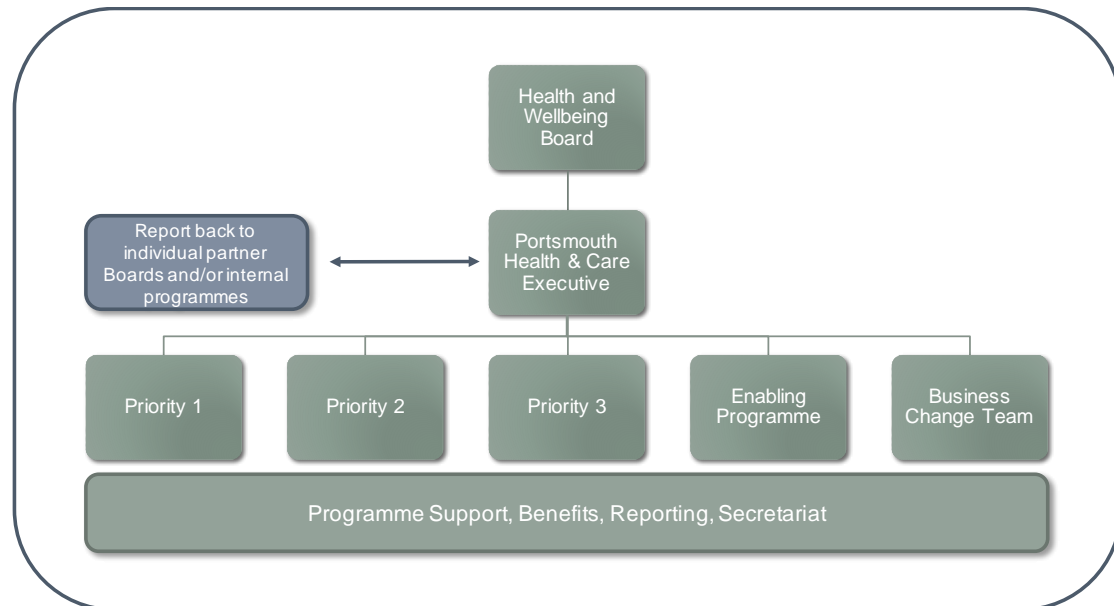 Health and
Wellbeing
Board
Report back to
individual partner
Boards and/or internal
programmes
Portsmouth
Health & Care
Executive
Priority 1
Priority 2
Priority 3
Enabling
Programme
Business
Change Team
Programme Support, Benefits, Reporting, Secretariat